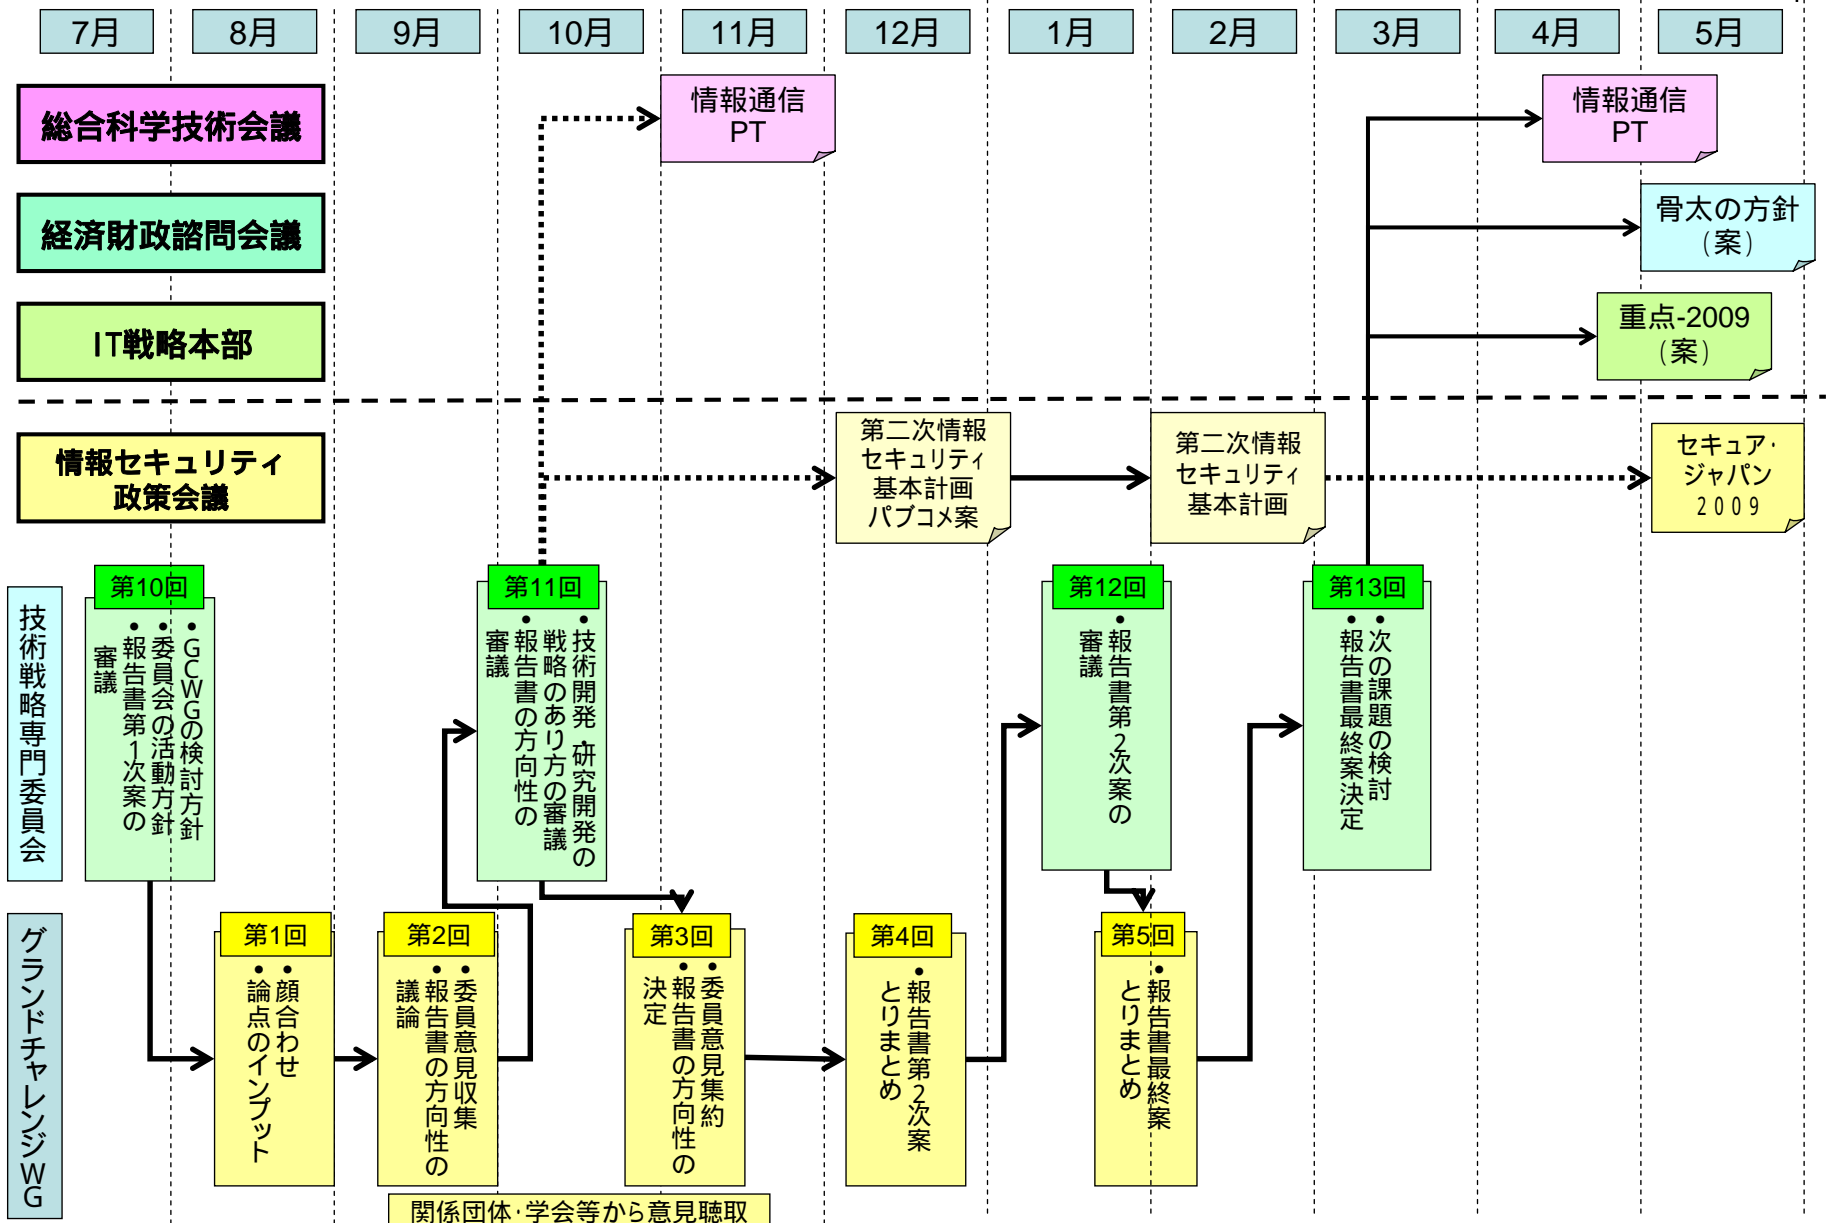 7月
8月
9月
10月
11月
12月
1月
2月
3月
4月
5月
総合科学技術会議
情報通信
PT
情報通信
PT
経済財政諮問会議
骨太の方針
(案)
IT戦略本部
重点-2009
(案)
情報セキュリティ
政策会議
第二次情報
セキュリティ
基本計画
パブコメ案
第二次情報
セキュリティ
基本計画
セキュア・
ジャパン
2009
技術戦略専門委員会
第10回
•GCWGの検討方針
•委員会の活動方針
•報告書第1次案の
審議
第11回
•技術開発・研究開発の
戦略のあり方の審議
•報告書の方向性の
審議
第12回
•報告書第2次案の
審議
第13回
•次の課題の検討
•報告書最終案決定
グランドチャレンジWG
第1回
•顔合わせ
•論点のインプット
第2回
•委員意見収集
•報告書の方向性の
議論
第3回
•委員意見集約
•報告書の方向性の
決定
第4回
•報告書第2次案
とりまとめ
第5回
•報告書最終案
とりまとめ
関係団体・学会等から意見聴取